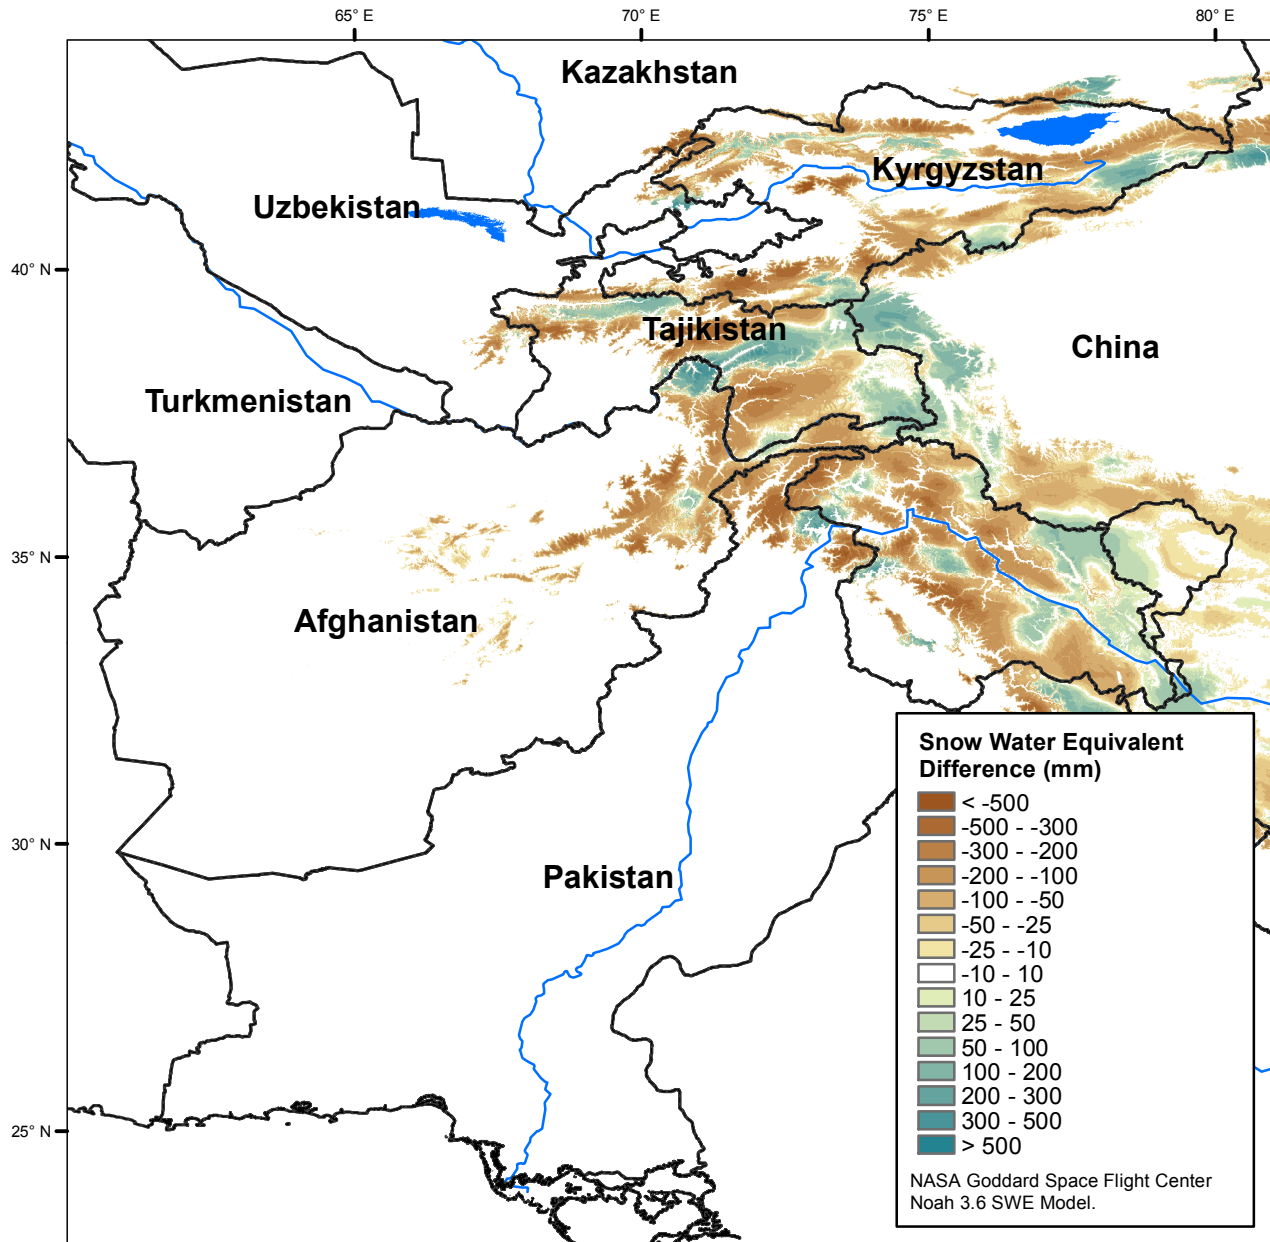 65° E
70° E
75° E
80° E
Kazakhstan
Kyrgyzstan
Uzbekistan
40° N
Tajikistan
China
Turkmenistan
35° N
Afghanistan
30° N
Pakistan
25° N
Snow Water Equivalent
Difference (mm)
< -500
-500 - -300
-300 - -200
-200 - -100
-100 - -50
-50 - -25
-25 - -10
-10 - 10
10 - 25
25 - 50
50 - 100
100 - 200
200 - 300
300 - 500
> 500
NASA Goddard Space Flight Center
Noah 3.6 SWE Model.